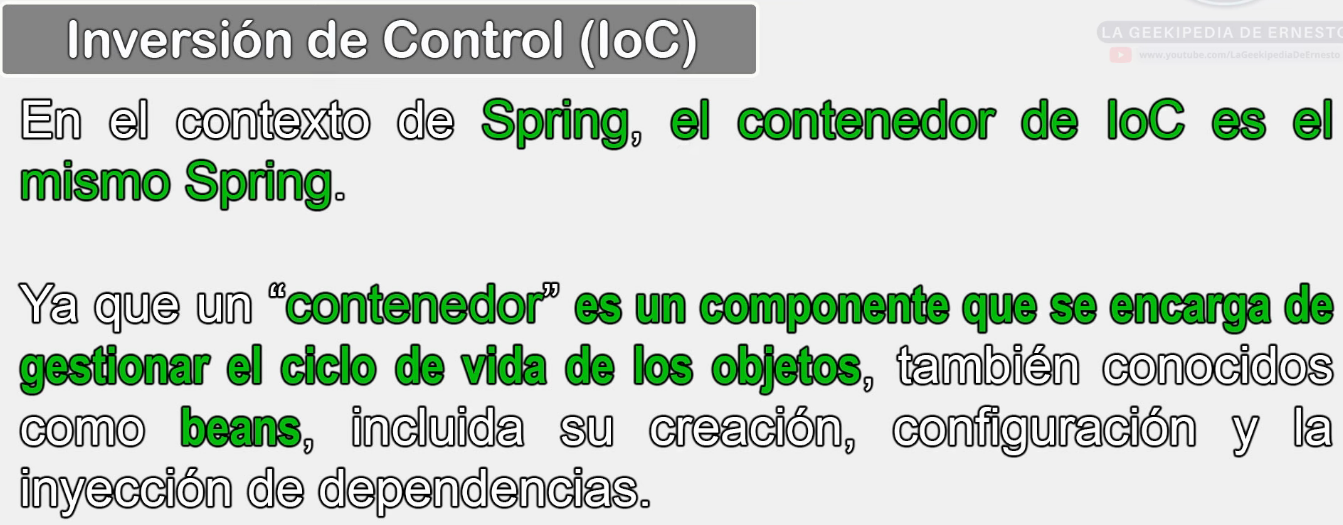 Inversión de Control (IoC)
LA GEEKIPEDIA DE ERNESTO
www.youtube.com/LaGeekipediaDeErnesto
En el contexto de Spring, el contenedor de IoC es el
mismo Spring.
Ya que un “contenedor” es un componente que se encarga de
gestionar el ciclo de vida de los objetos, también conocidos
como beans, incluida su creación, configuración y la
inyección de dependencias.